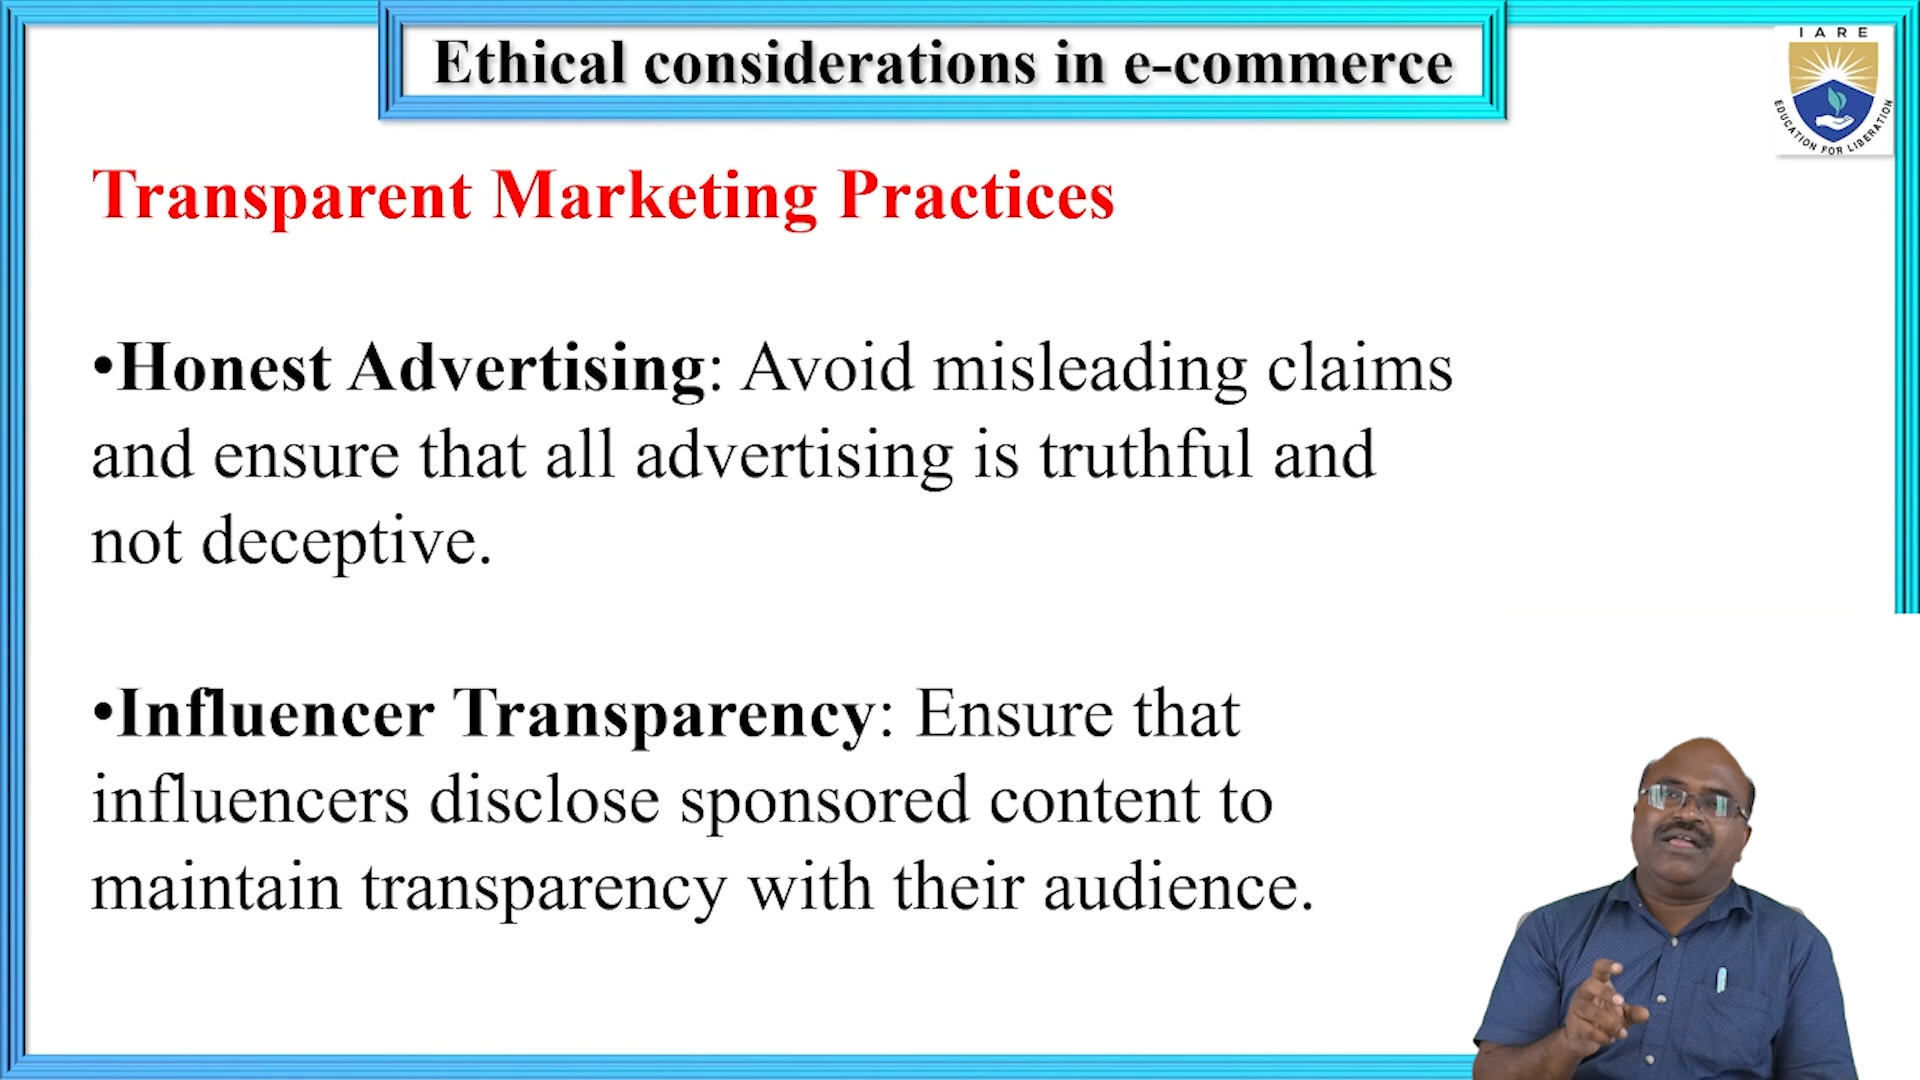 Ethical considerations in e-commerce
IARE
EDUCATION FOR LIBERATION
Transparent Marketing Practices
•Honest Advertising: Avoid misleading claims
and ensure that all advertising is truthful and
not deceptive.
•Influencer Transparency: Ensure that
influencers disclose sponsored content to
maintain transparency with their audience.